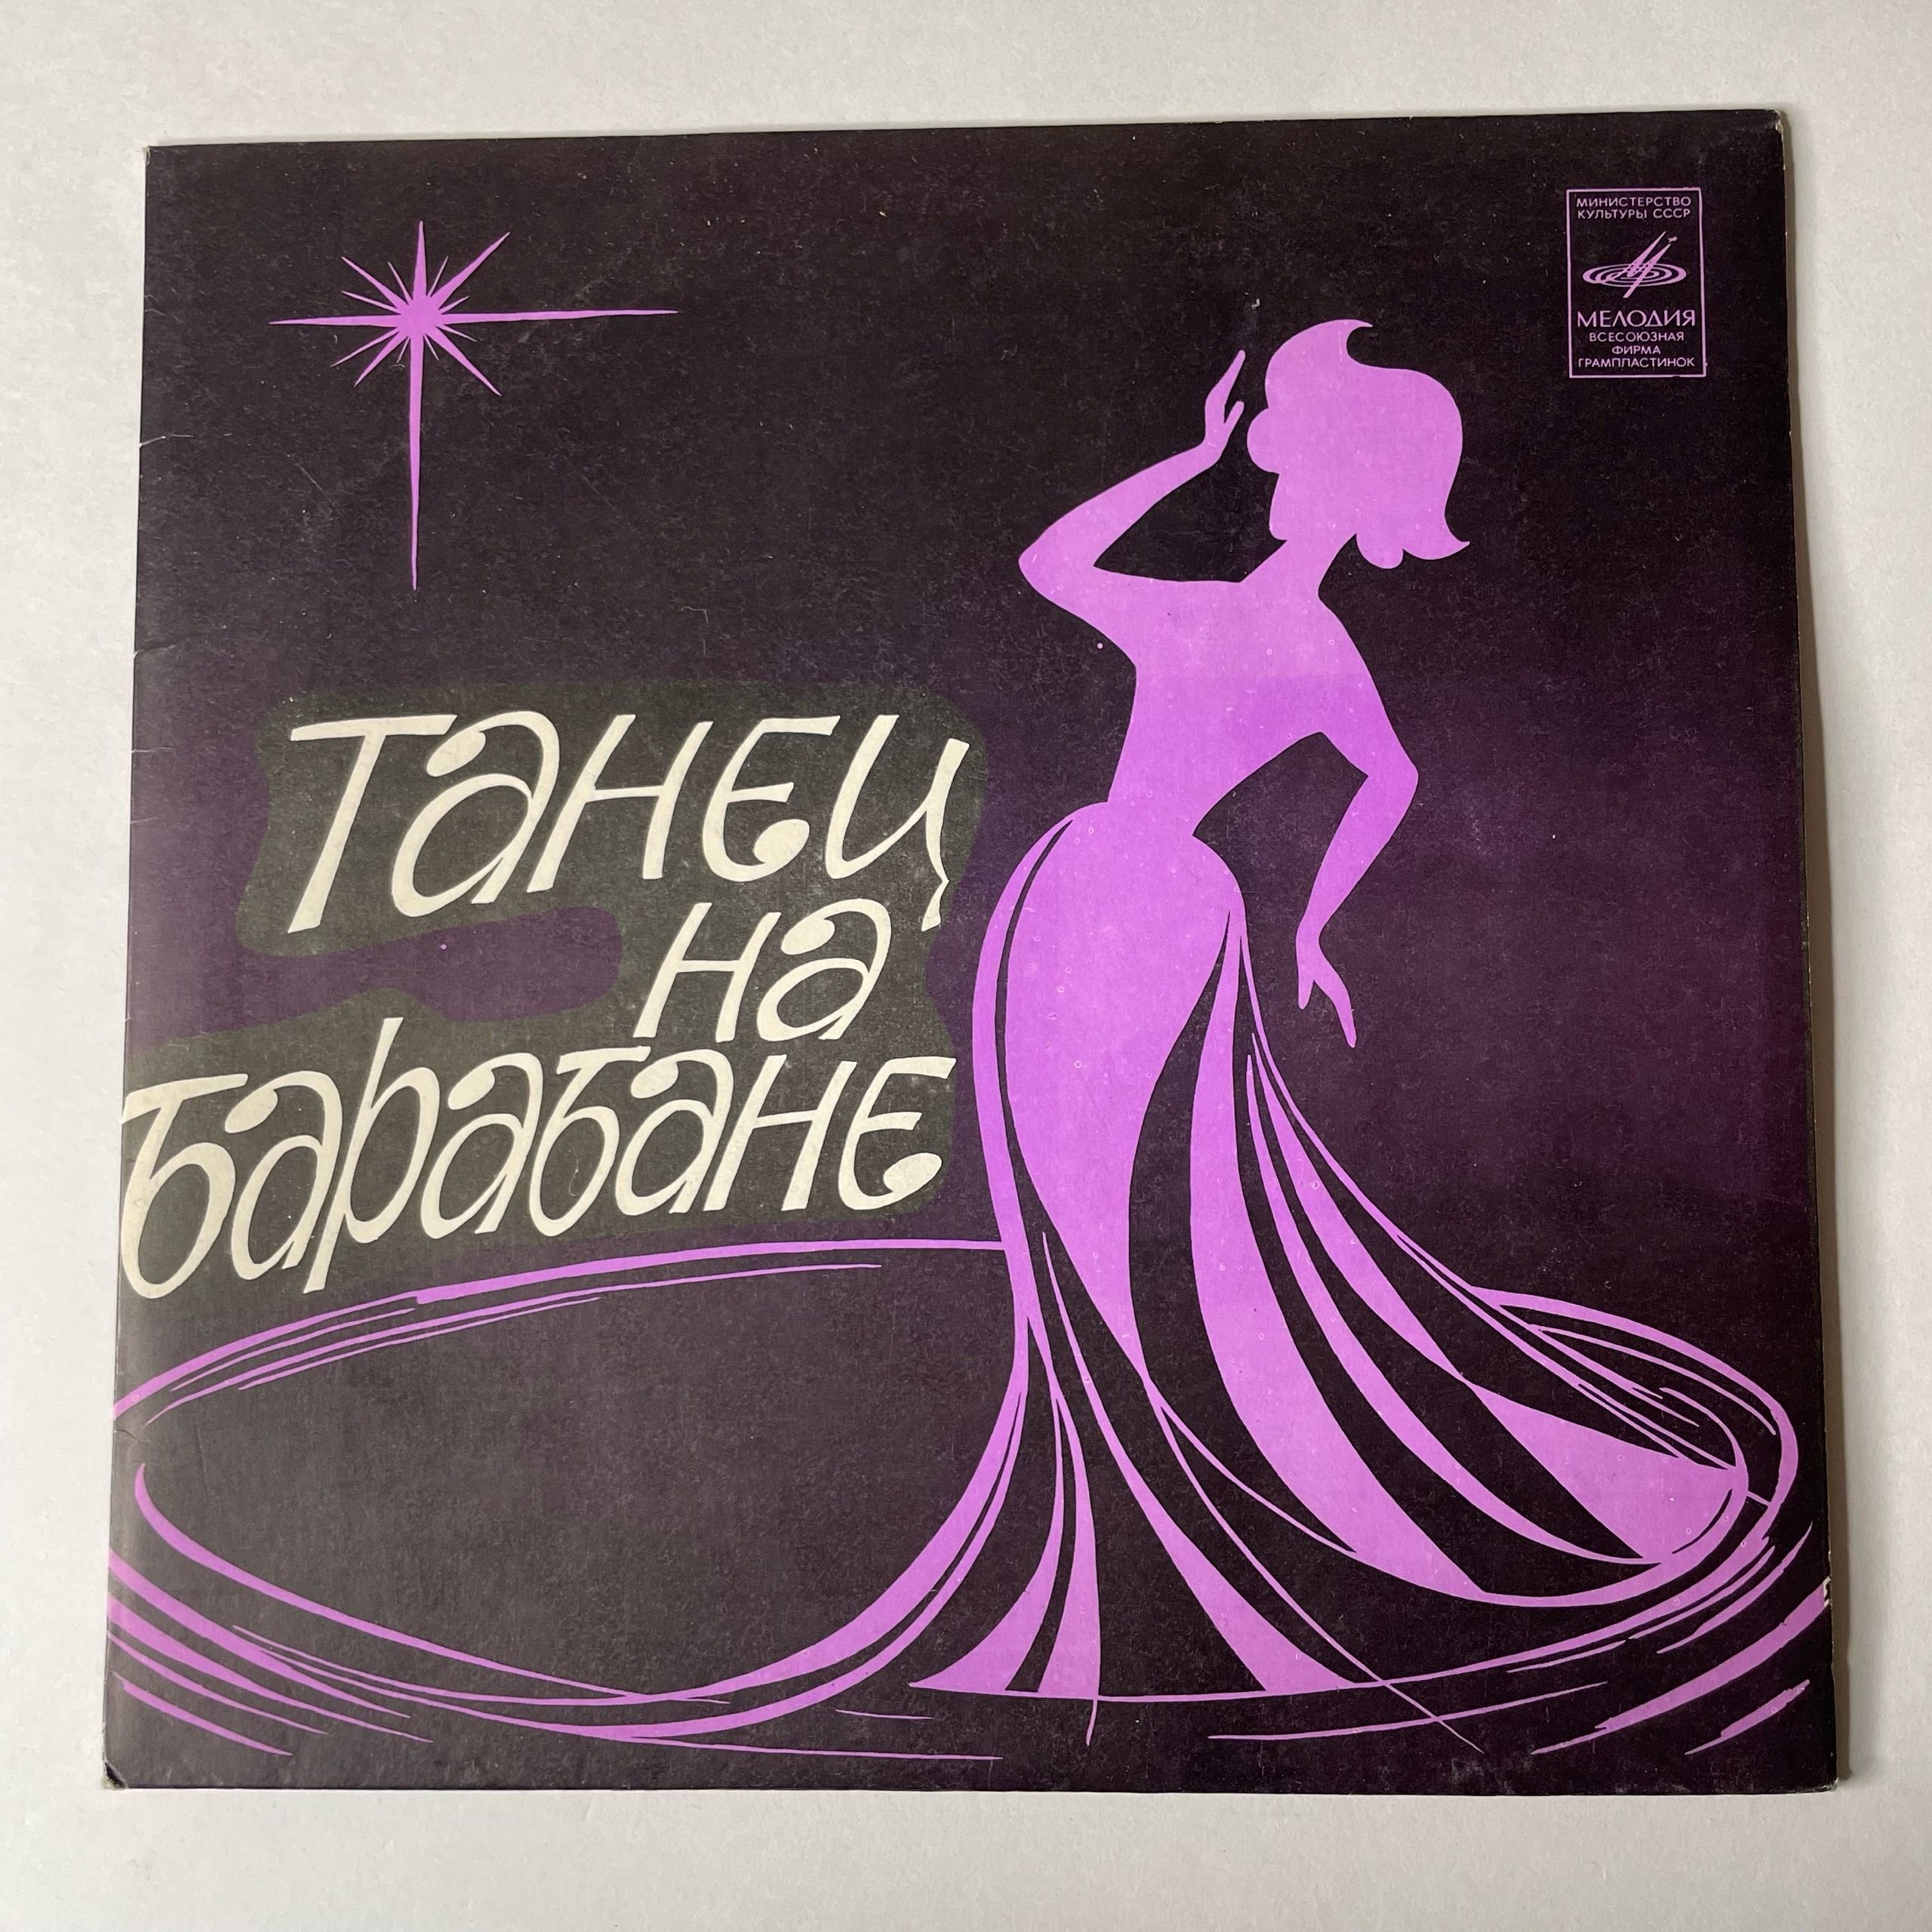 МИНИСТЕРСТВО
КУЛЬТУРЫ СССР
МЕЛОДИЯ
ВСЕСОЮЗНАЯ
ФИРМА
ГРАМПЛАСТИНОК
Танец
на
барабане